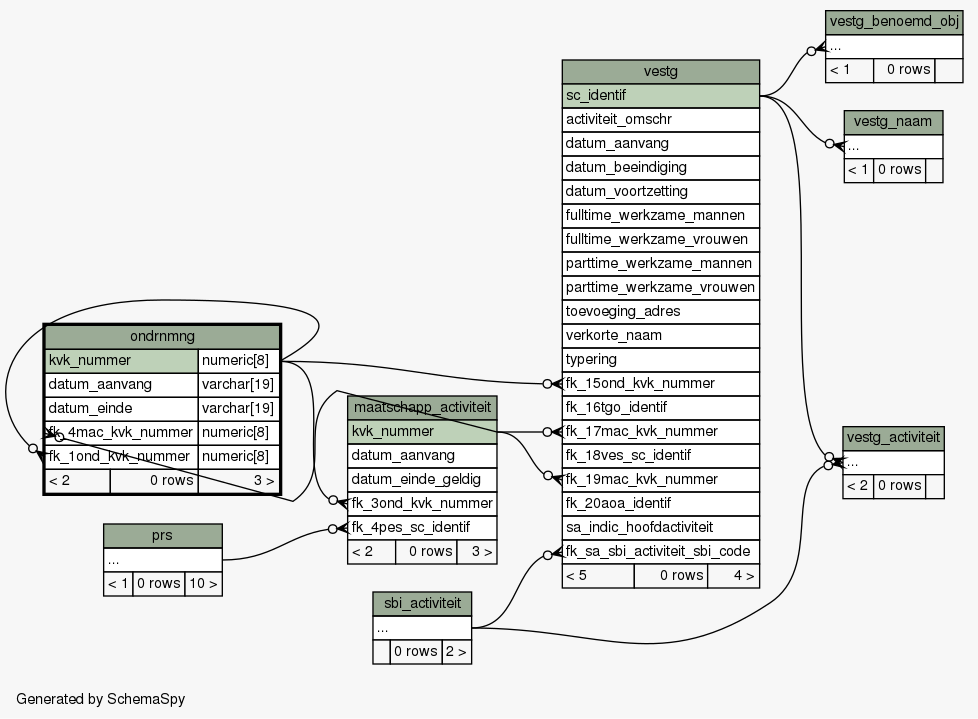 vestg_benoemd_obj
...
< 1 0 rows
vestg_naam
...
< 1 0 rows
vestg
sc_identif
activiteit_omschr
datum_aanvang
datum_beeindiging
datum_voortzetting
fulltime_werkzame_mannen
fulltime_werkzame_vrouwen
parttime_werkzame_mannen
parttime_werkzame_vrouwen
toevoeging_adres
verkorte_naam
typering
fk_15ond_kvk_nummer
fk_16tgo_identif
fk_17mac_kvk_nummer
fk_18ves_sc_identif
fk_19mac_kvk_nummer
fk_20aoa_identif
sa_indic_hoofdactiviteit
fk_sa_sbi_activiteit_sbi_code
< 5 0 rows 4 >
ondrnmng
kvk_nummer numeric[8]
datum_aanvang varchar[19]
datum_einde varchar[19]
fk_4mac_kvk_nummer numeric[8]
fk_1ond_kvk_nummer numeric[8]
< 2 0 rows 3 >
maatschapp_activiteit
kvk_nummer
datum_aanvang
datum_einde_geldig
fk_3ond_kvk_nummer
fk_4pes_sc_identif
< 2 0 rows 3 >
vestg_activiteit
...
< 2 0 rows
prs
...
< 1 0 rows 10 >
sbi_activiteit
...
0 rows 2 >
Generated by SchemaSpy